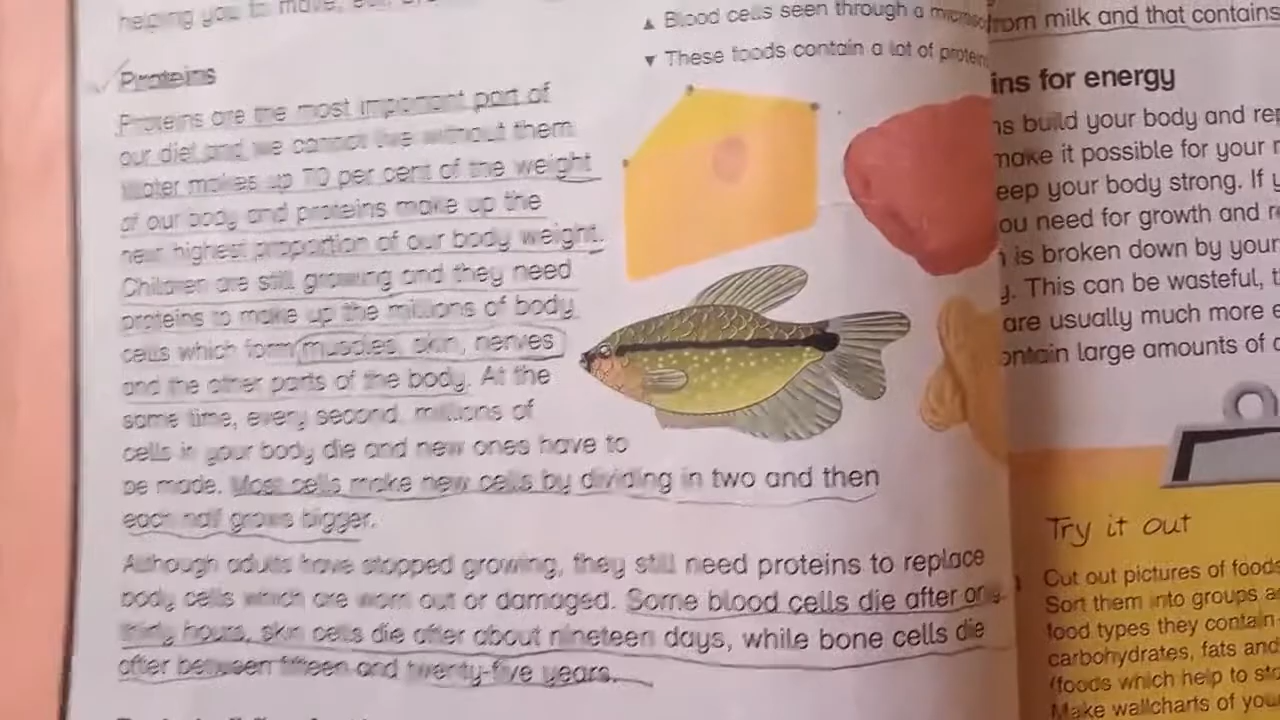 helping you to move, eat,
Proteins
Proteins are the most important part of
our diet and we cannot live without them.
Water makes up 70 per cent of the weight
of our body and proteins make up the
next highest proportion of our body weight.
Children are still growing and they need
proteins to make up the millions of body
cells which form muscles, skin, nerves
and the other parts of the body. At the
same time, every second, millions of
cells in your body die and new ones have to
be made. Most cells make new cells by dividing in two and then
each half grows bigger.
Although adults have stopped growing, they still need proteins to replace
body cells which are worn out or damaged. Some blood cells die after only
thirty hours, skin cells die after about nineteen days, while bone cells die
after between fifteen and twenty-five years.
▲ Blood cells seen through a
▼ These foods contain a lot of protein
from milk and that contains
ins for energy
ns build your body and
make it possible for your
eep your body strong. If
ou need for growth and
is broken down by your
y. This can be wasteful,
are usually much more
ontain large amounts of
Try it out
Cut out pictures of foods
Sort them into groups
food types they contain
carbohydrates, fats and
(foods which help to
Make wallcharts of your